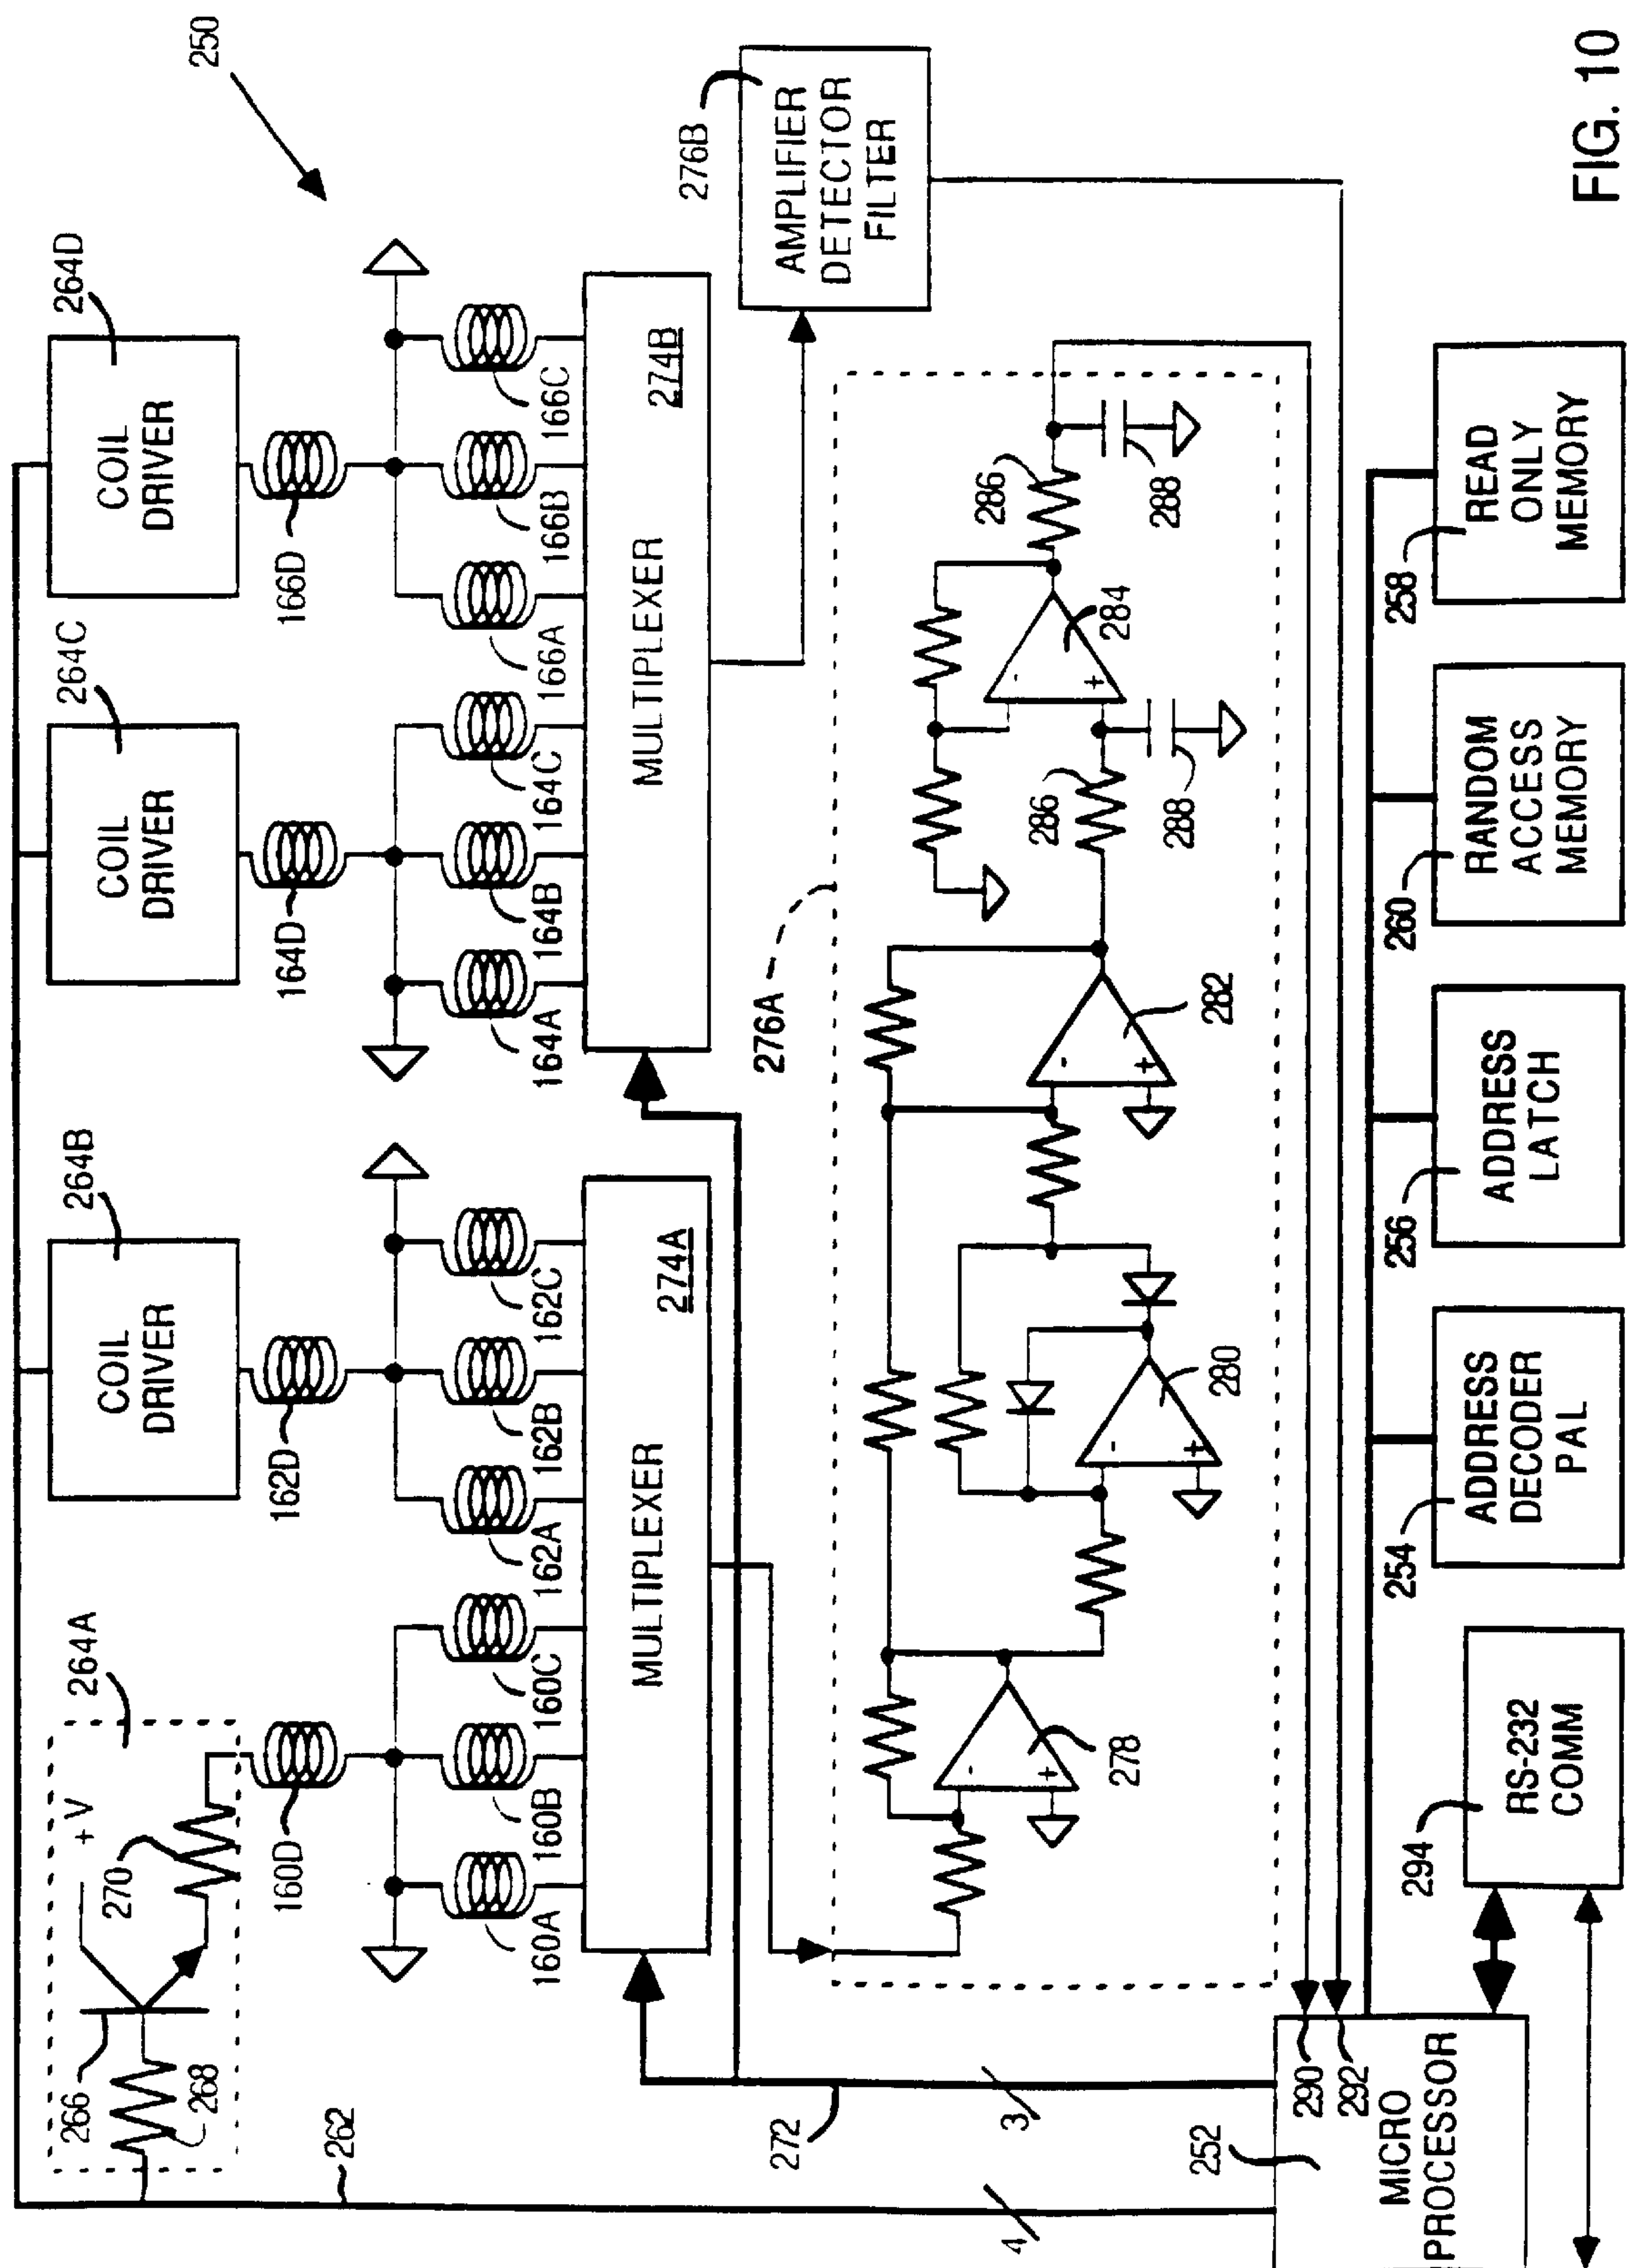 250
264A
264B
264C
264D
COIL
DRIVER
COIL
DRIVER
COIL
DRIVER
+V
266
268
270
262
160D
162D
164D
166D
160A
160B
160C
162A
162B
162C
164A
164B
164C
166A
166B
166C
MULTIPLEXER
274A
MULTIPLEXER
274B
276B
AMPLIFIER
DETECTOR
FILTER
276A
-
+
278
-
+
280
-
+
282
286
288
-
+
284
286
288
272
3
4
252
290
292
MICRO
PROCESSOR
294
RS-232
COMM
254
ADDRESS
DECODER
PAL
256
ADDRESS
LATCH
260
RANDOM
ACCESS
MEMORY
258
READ
ONLY
MEMORY
FIG. 10